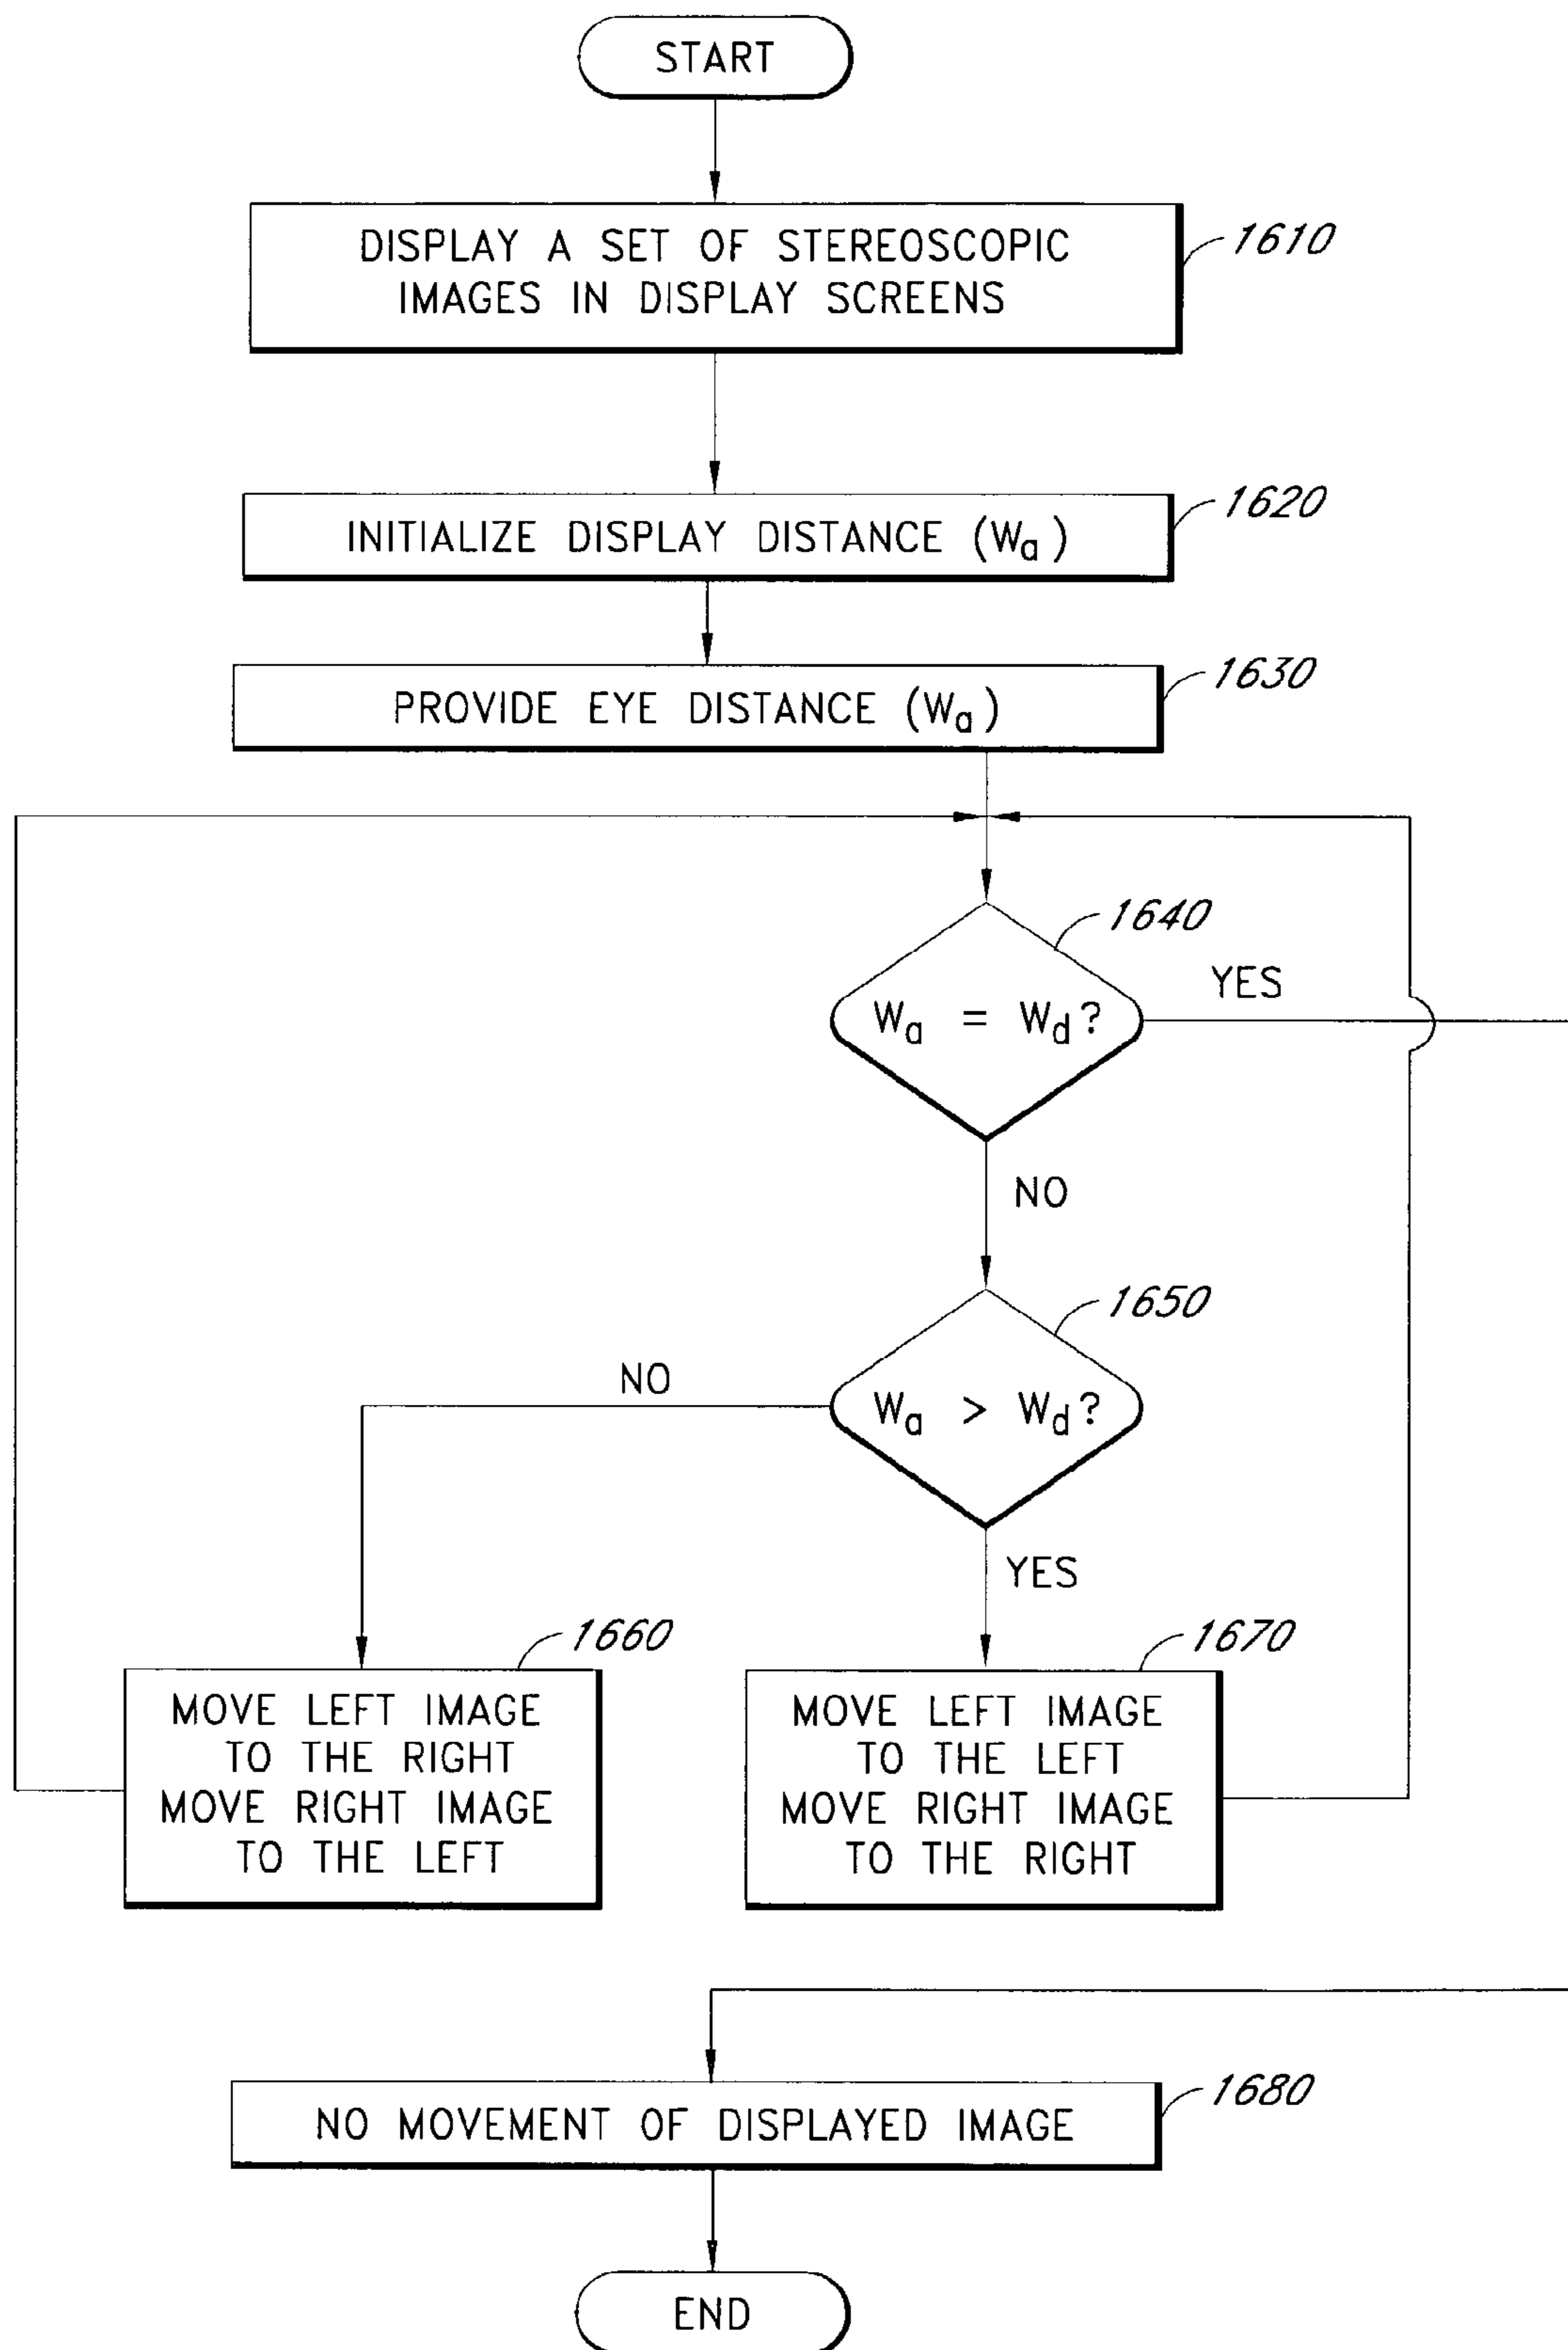 START
DISPLAY A SET OF STEREOSCOPIC
IMAGES IN DISPLAY SCREENS
1610
INITIALIZE DISPLAY DISTANCE (Wa)
1620
PROVIDE EYE DISTANCE (Wa)
1630
1640
Wa = Wd?
YES
NO
1650
Wa > Wd?
NO
YES
1660
MOVE LEFT IMAGE
TO THE RIGHT
MOVE RIGHT IMAGE
TO THE LEFT
1670
MOVE LEFT IMAGE
TO THE LEFT
MOVE RIGHT IMAGE
TO THE RIGHT
1680
NO MOVEMENT OF DISPLAYED IMAGE
END